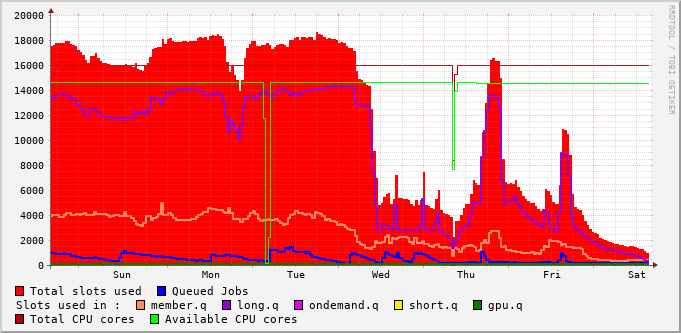 20000
18000
16000
14000
12000
10000
8000
6000
4000
2000
0
Sun Mon Tue Wed Thu Fri Sat
RRDTOOL / TOBI OETIKER
Total slots used Queued Jobs
Slots used in : member.q long.q ondemand.q short.q gpu.q
Total CPU cores Available CPU cores